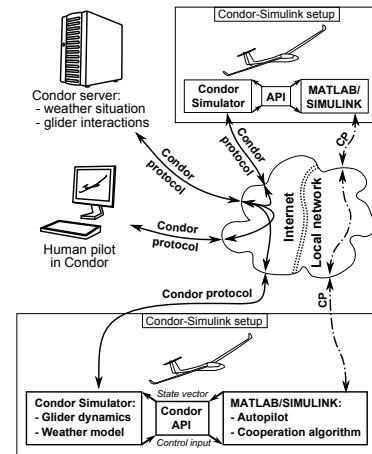 Condor-Simulink setup
Condor
Simulator
API
MATLAB/
SIMULINK
Condor server:
- weather situation
- glider interactions
Condor
protocol
Condor
protocol
CP
Human pilot
in Condor
Condor
protocol
Internet
Local network
Condor protocol
CP
Condor-Simulink setup
Condor Simulator:
- Glider dynamics
- Weather model
State vector
Condor
API
Control input
MATLAB/SIMULINK:
- Autopilot
- Cooperation algorithm